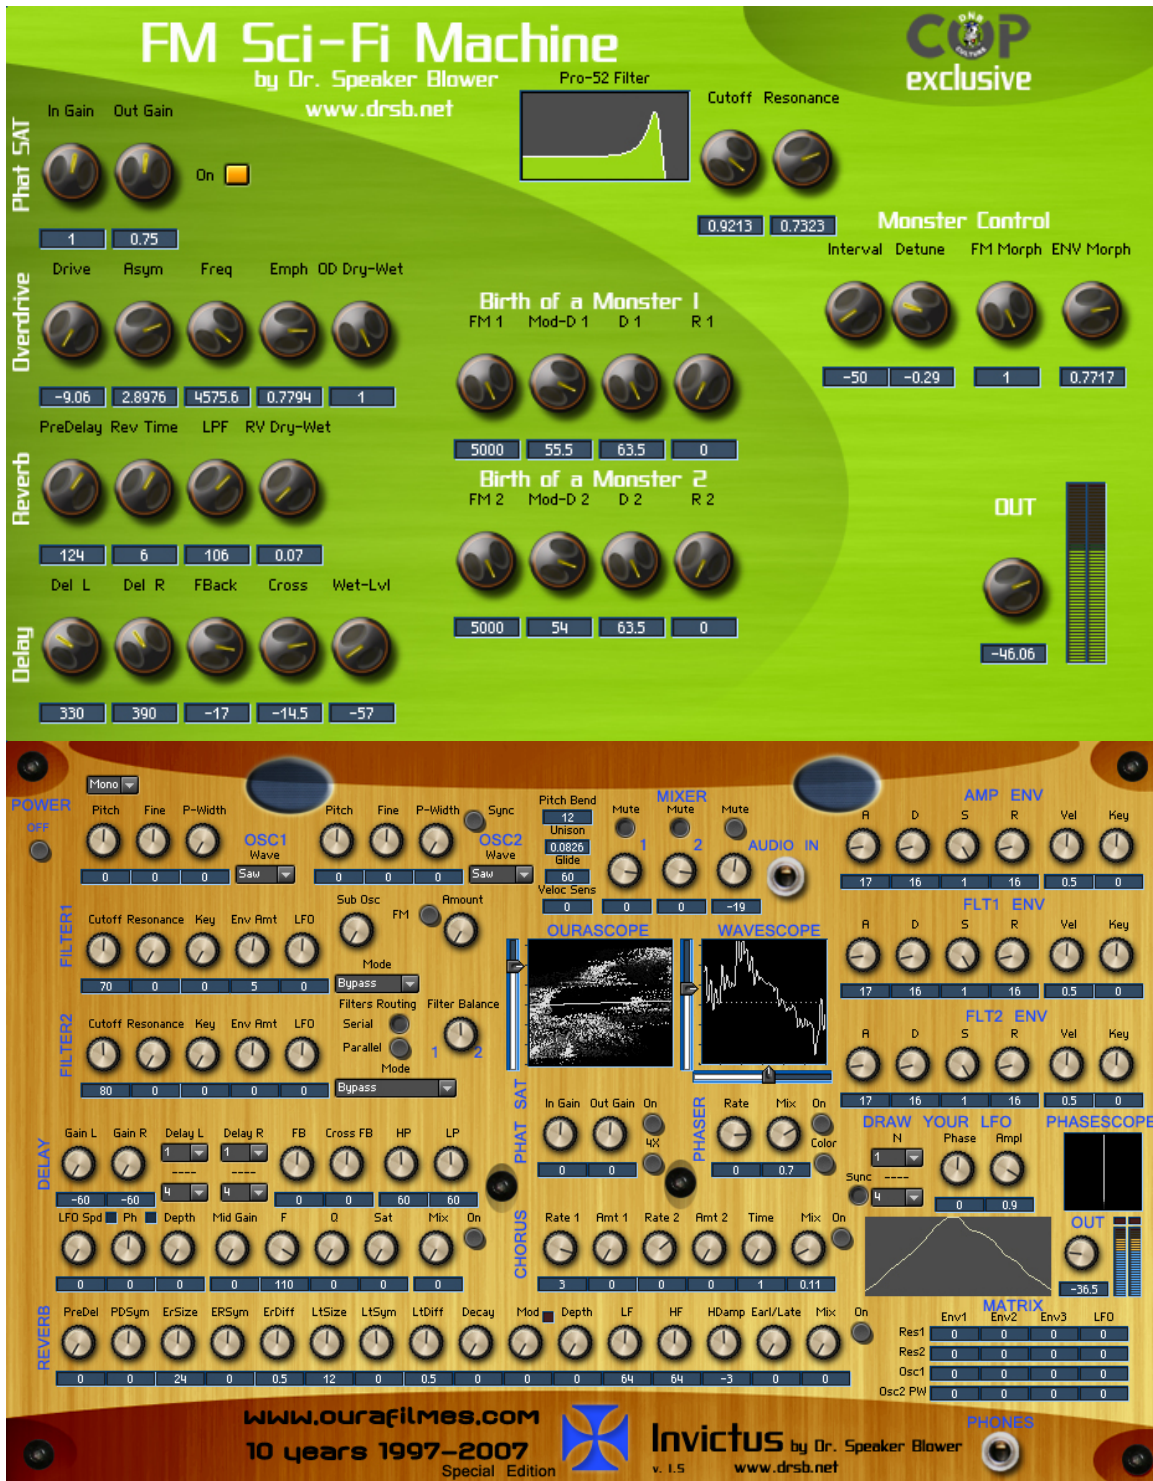 FM Sci-Fi Machine
by Dr. Speaker Blower
www.drsb.net
DNB
COP
CULTURE
exclusive
Pro-52 Filter
Cutoff Resonance
0.9213 0.7323
Phat SAT
In Gain Out Gain
On
1 0.75
Monster Control
Interval Detune FM Morph ENV Morph
-50 -0.29 1 0.7717
Overdrive
Drive Asym Freq Emph OD Dry-Wet
-9.06 2.8976 4575.6 0.7794 1
Birth of a Monster 1
FM 1 Mod-D 1 D 1 R 1
5000 55.5 63.5 0
Reverb
PreDelay Rev Time LPF RV Dry-Wet
124 6 106 0.07
Birth of a Monster 2
FM 2 Mod-D 2 D 2 R 2
5000 54 63.5 0
OUT
-46.06
Delay
Del L Del R FBack Cross Wet-Lvl
330 390 -17 -14.5 -57
POWER
OFF
Mono
Pitch Fine P-Width
OSC1
Wave
Saw
0 0 0
Pitch Fine P-Width Sync
OSC2
Wave
Saw
0 0 0
Pitch Bend
12
Unison
0.0826
Glide
60
Veloc Sens
0
MIXER
Mute Mute Mute
1 2
AUDIO IN
0 0 -19
AMP ENV
A D S R Vel Key
17 16 1 16 0.5 0
FILTER1
Cutoff Resonance Key Env Amt LFO
70 0 0 5 0
Sub Osc FM Amount
Mode
Bypass
OURASCOPE
WAVESCOPE
FLT1 ENV
A D S R Vel Key
17 16 1 16 0.5 0
FILTER2
Cutoff Resonance Key Env Amt LFO
80 0 0 0 0
Filters Routing Filter Balance
Serial
Parallel
1 2
Mode
Bypass
FLT2 ENV
A D S R Vel Key
17 16 1 16 0.5 0
DELAY
Gain L Gain R Delay L Delay R FB Cross FB HP LP
1 1
---- ----
4 4
-60 -60 0 0 60 60
PHAT SAT
In Gain Out Gain On
4X
0 0
PHASER
Rate Mix On
Color
0 0.7
DRAW YOUR LFO
N Phase Ampl
1
----
Sync
4
0 0.9
PHASESCOPE
LFO Spd Ph Depth Mid Gain F Q Sat Mix On
0 0 0 0 110 0 0 0
CHORUS
Rate 1 Amt 1 Rate 2 Amt 2 Time Mix On
3 0 0 0 1 0.11
OUT
-36.5
REVERB
PreDel PDSym ErSize ERSym ErDiff LtSize LtSym LtDiff Decay Mod Depth LF HF HDamp Earl/Late Mix On
0 0 24 0 0.5 12 0 0.5 0 0 0 64 64 -3 0 0
MATRIX
Env1 Env2 Env3 LFO
Res1 0 0 0 0
Res2 0 0 0 0
Osc1 0 0 0 0
Osc2 PW 0 0 0 0
www.ourafilmes.com
10 years 1997-2007
Special Edition
Invictus by Dr. Speaker Blower
v. 1.5 www.drsb.net
PHONES